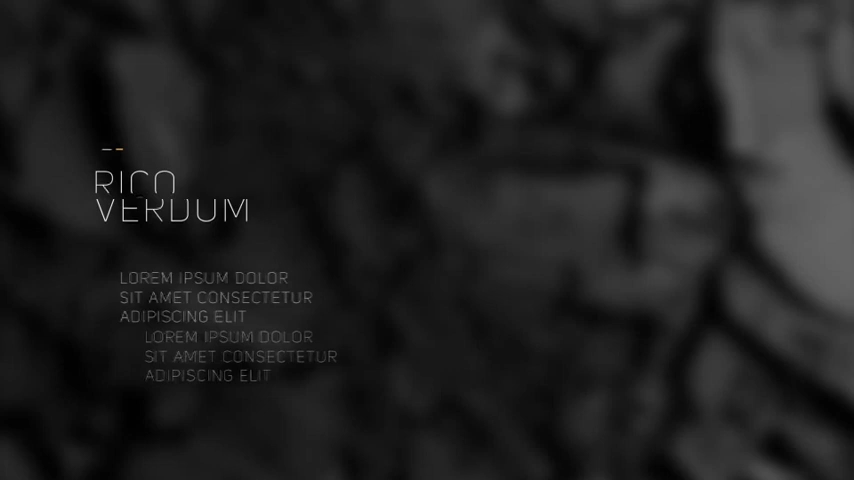 RICO
VERDUM
LOREM IPSUM DOLOR
SIT AMET CONSECTETUR
ADIPISCING ELIT
LOREM IPSUM DOLOR
SIT AMET CONSECTETUR
ADIPISCING ELIT